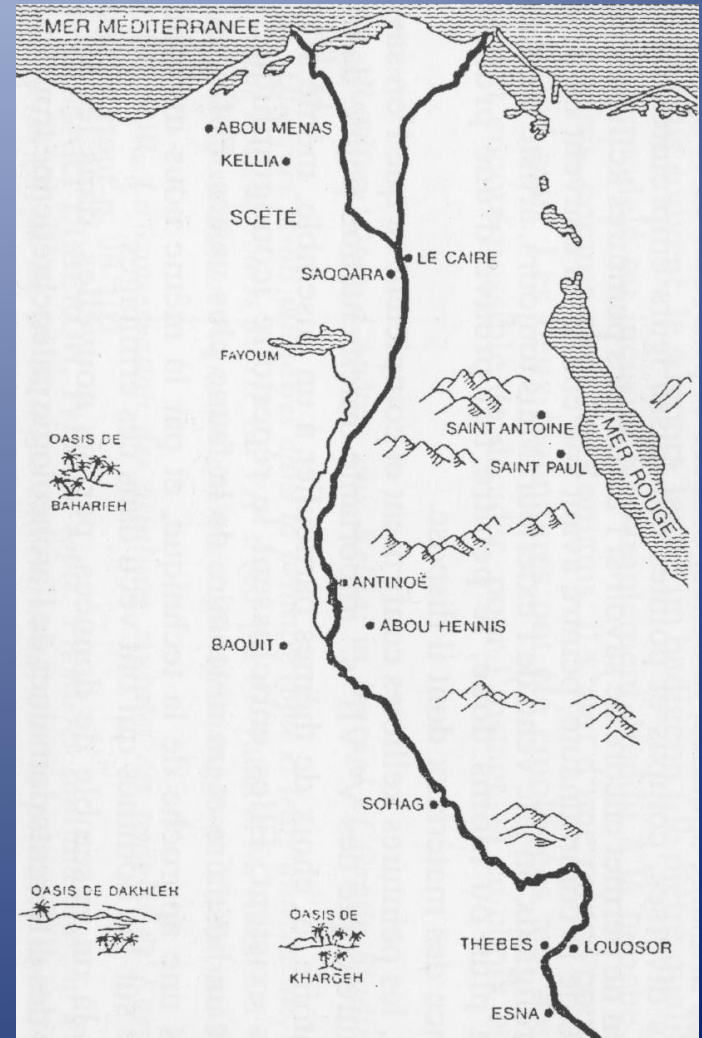 MER MÉDITERRANÉE
ABOU MENAS
KELLIA
SCÉTÉ
LE CAIRE
SAQQARA
FAYOUM
SAINT ANTOINE
SAINT PAUL
MER ROUGE
OASIS DE
BAHARIEH
ANTINOË
ABOU HENNIS
BAOUIT
SOHAG
OASIS DE DAKHLEH
OASIS DE
KHARGEH
THEBES
LOUQSOR
ESNA